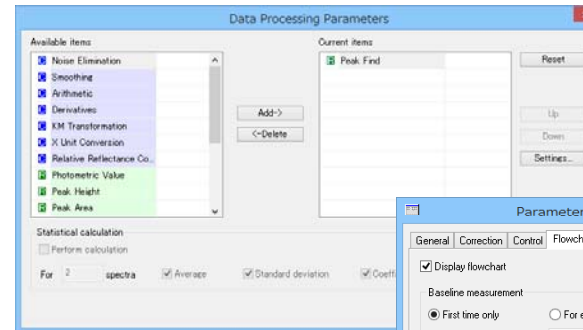 Data Processing Parameters
Available items
Current items
Noise Elimination
Smoothing
Arithmetic
Derivatives
KM Transformation
X Unit Conversion
Relative Reflectance Co..
Photometric Value
Peak Height
Peak Area
Add->
<-Delete
Peak Find
Reset
Up
Down
Settings...
Statistical calculation
Perform calculation
For 2 spectra Average Standard deviation Coeffi
Parameter
General Correction Control Flowch
Display flowchart
Baseline measurement
First time only For e